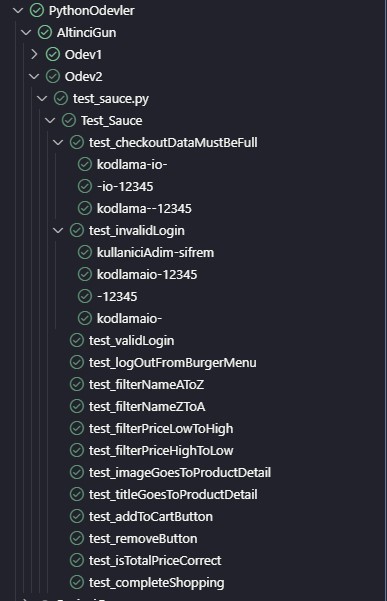 PythonOdevler
AltinciGun
Odev1
Odev2
test_sauce.py
Test_Sauce
test_checkoutDataMustBeFull
kodlama-io-
-io-12345
kodlama--12345
test_invalidLogin
kullaniciAdim-sifrem
kodlamaio-12345
-12345
kodlamaio-
test_validLogin
test_logOutFromBurgerMenu
test_filterNameAToZ
test_filterNameZToA
test_filterPriceLowToHigh
test_filterPriceHighToLow
test_imageGoesToProductDetail
test_titleGoesToProductDetail
test_addToCartButton
test_removeButton
test_isTotalPriceCorrect
test_completeShopping